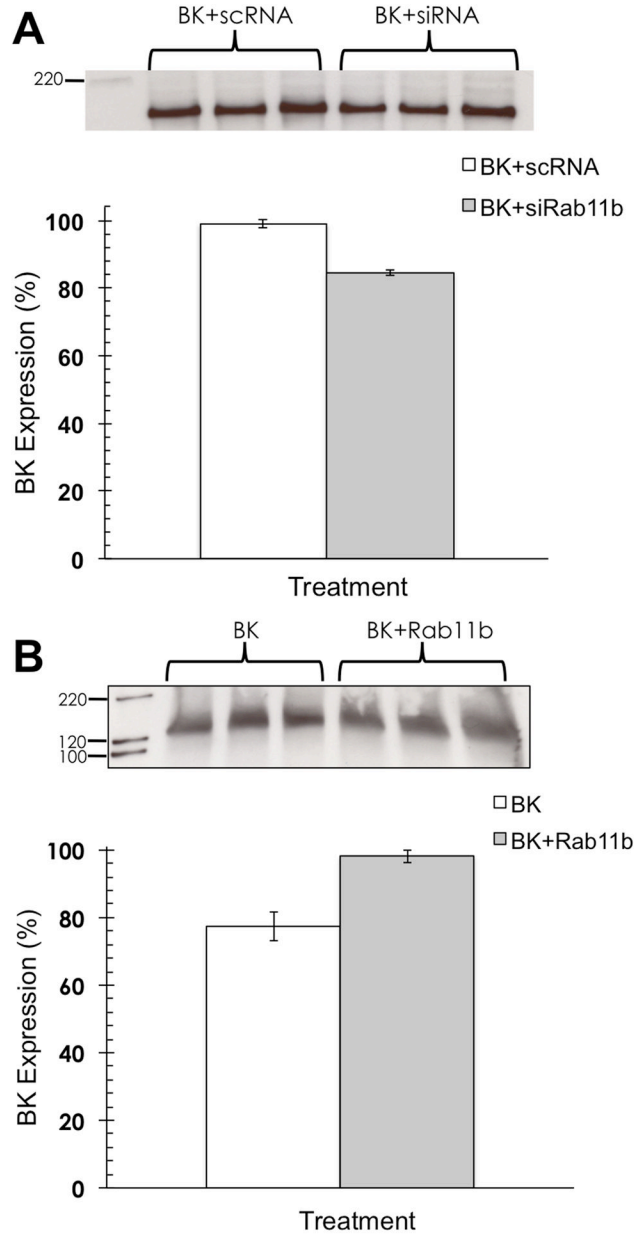 A
BK+scRNA BK+siRNA
220
BK+scRNA
BK+siRab11b
100
80
60
40
20
0
BK Expression (%)
Treatment
B
BK BK+Rab11b
220
120
100
BK
BK+Rab11b
100
80
60
40
20
0
BK Expression (%)
Treatment